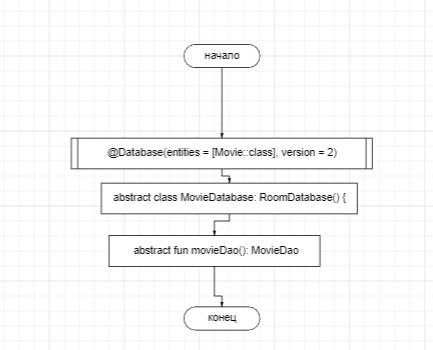 начало
@Database(entities = [Movie::class], version = 2)
abstract class MovieDatabase: RoomDatabase() {
abstract fun movieDao(): MovieDao
конец